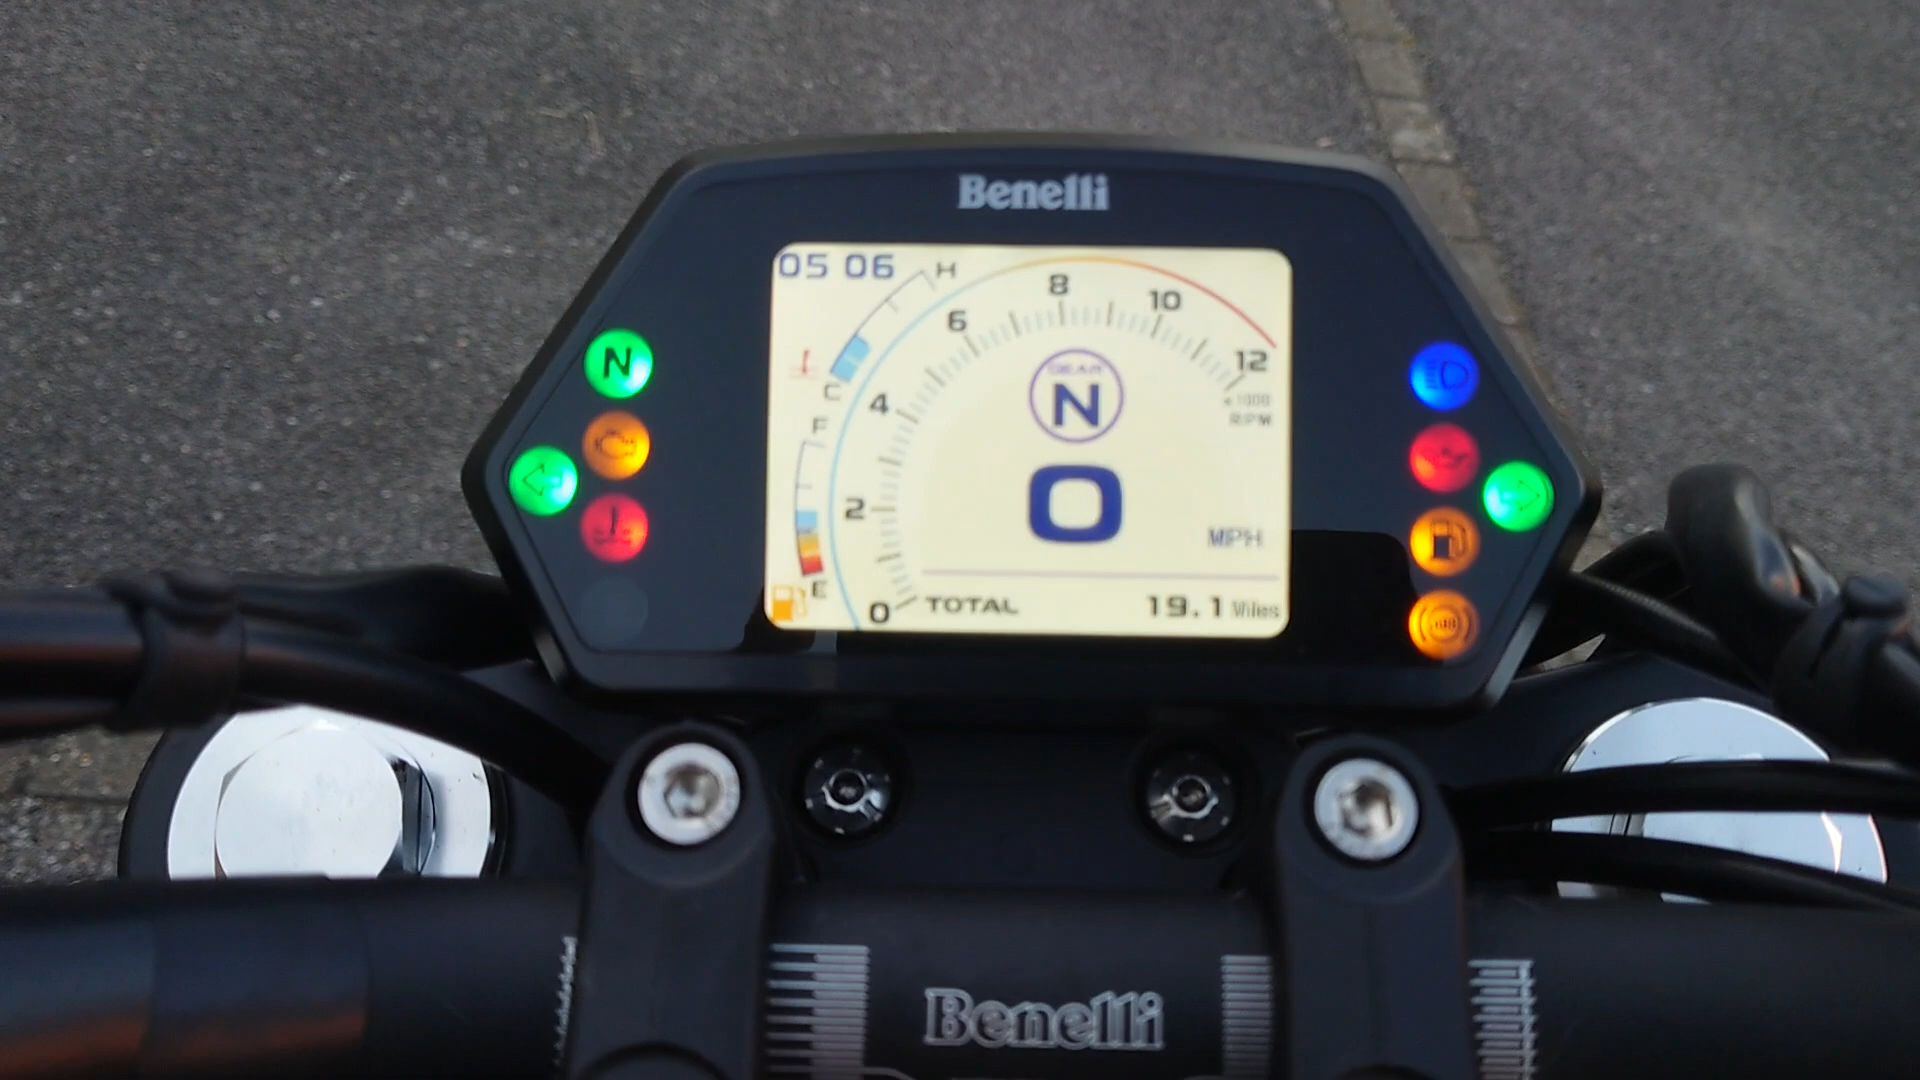 Benelli
05 06
H
8
10
6
12
N
GEAR
N
×1000
RPM
C
4
F
2
0
MPH
E
0
TOTAL 19.1 Miles
Benelli